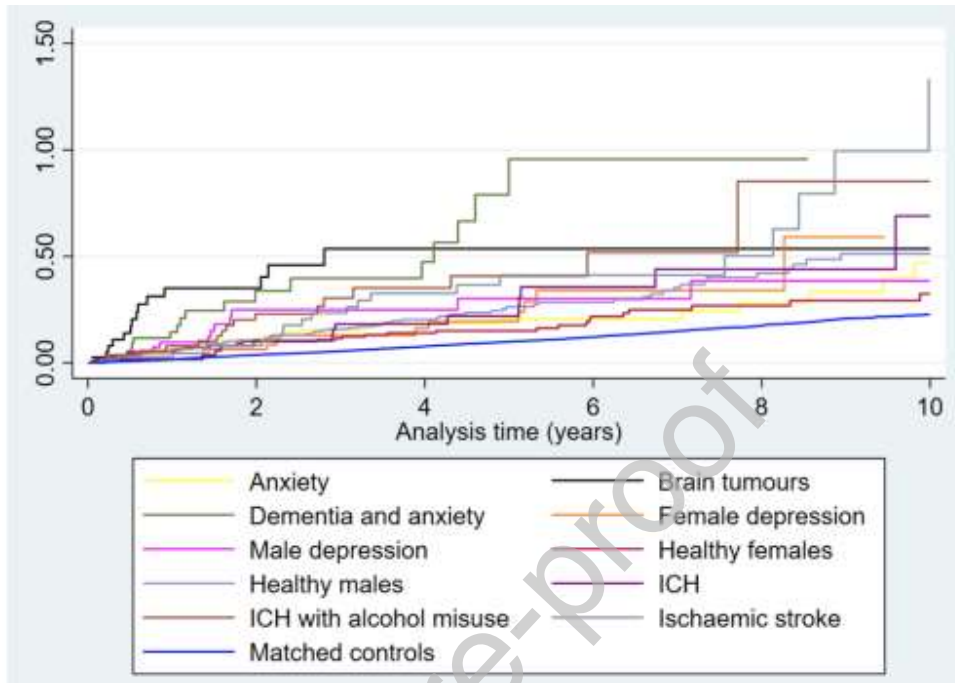 1.50
1.00
0.50
0.00
0 2 4 6 8 10
Analysis time (years)
Anxiety Brain tumours
Dementia and anxiety Female depression
Male depression Healthy females
Healthy males ICH
ICH with alcohol misuse Ischaemic stroke
Matched controls
re-proof